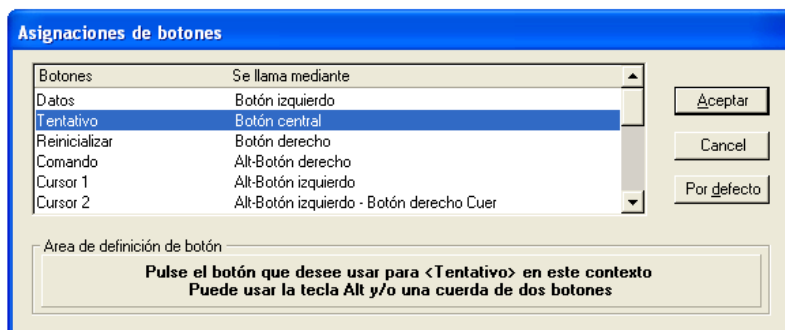 Asignaciones de botones
Botones Se llama mediante
Datos Botón izquierdo
Tentativo Botón central
Reinicializar Botón derecho
Comando Alt-Botón derecho
Cursor 1 Alt-Botón izquierdo
Cursor 2 Alt-Botón izquierdo - Botón derecho Cuer
Aceptar
Cancel
Por defecto
Area de definición de botón
Pulse el botón que desee usar para <Tentativo> en este contexto
Puede usar la tecla Alt y/o una cuerda de dos botones